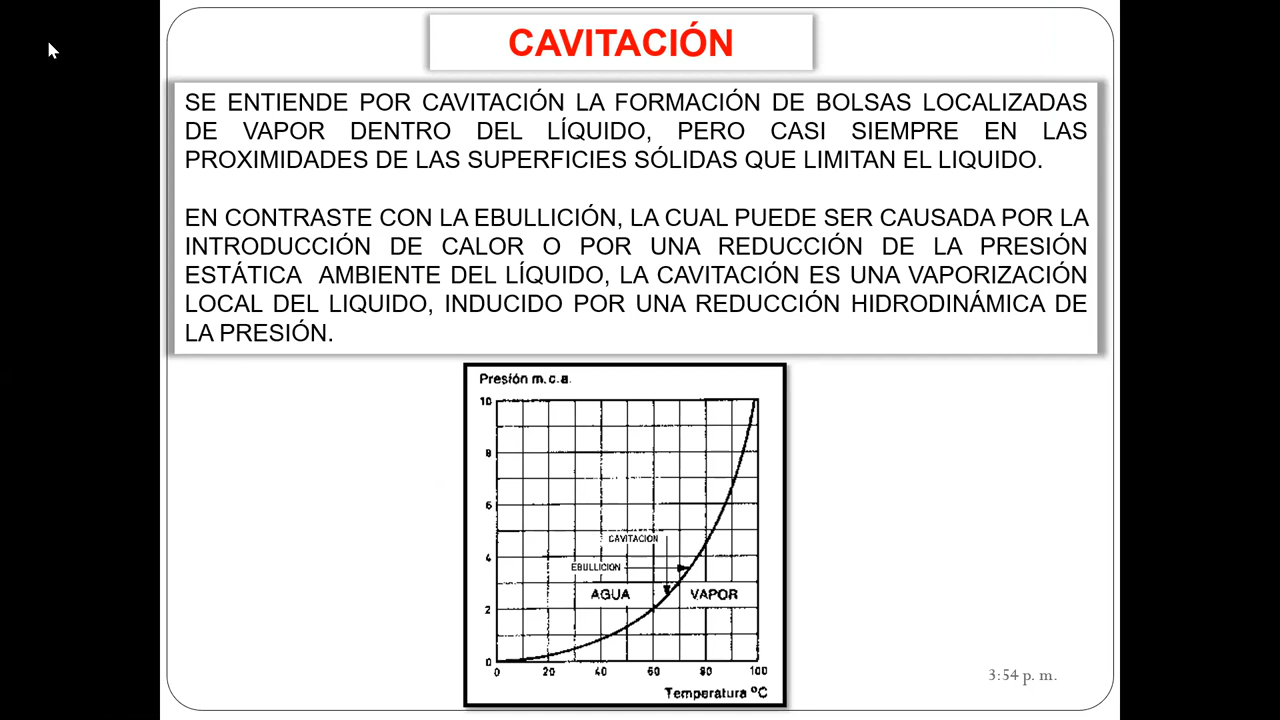 CAVITACIÓN
SE ENTIENDE POR CAVITACIÓN LA FORMACIÓN DE BOLSAS LOCALIZADAS
DE VAPOR DENTRO DEL LÍQUIDO, PERO CASI SIEMPRE EN LAS
PROXIMIDADES DE LAS SUPERFICIES SÓLIDAS QUE LIMITAN EL LIQUIDO.
EN CONTRASTE CON LA EBULLICIÓN, LA CUAL PUEDE SER CAUSADA POR LA
INTRODUCCIÓN DE CALOR O POR UNA REDUCCIÓN DE LA PRESIÓN
ESTÁTICA AMBIENTE DEL LÍQUIDO, LA CAVITACIÓN ES UNA VAPORIZACIÓN
LOCAL DEL LIQUIDO, INDUCIDO POR UNA REDUCCIÓN HIDRODINÁMICA DE
LA PRESIÓN.
Presión m.c.a.
10
8
6
CAVITACION
4
EBULLICION
AGUA VAPOR
2
0
0 20 40 60 80 100
Temperatura ºC
3:54 p. m.